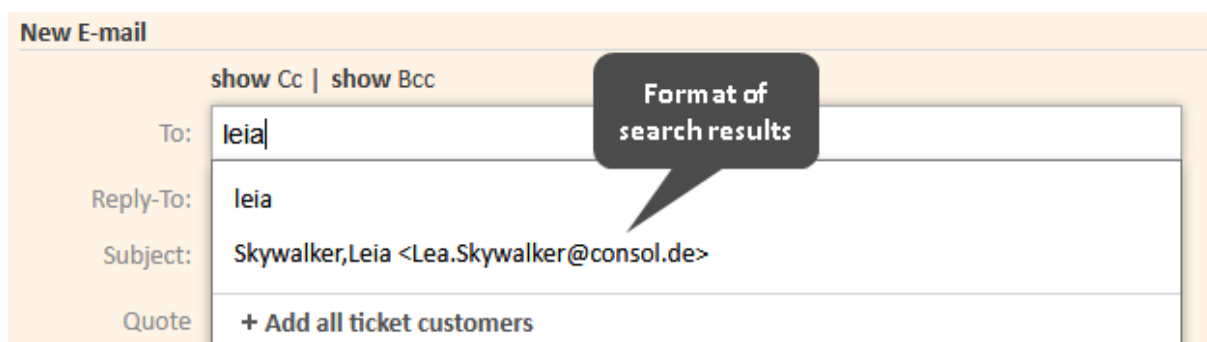 New E-mail
show Cc | show Bcc
Format of
search results
To:
leia
Reply-To:
leia
Subject:
Skywalker,Leia <Lea.Skywalker@consol.de>
Quote
+ Add all ticket customers